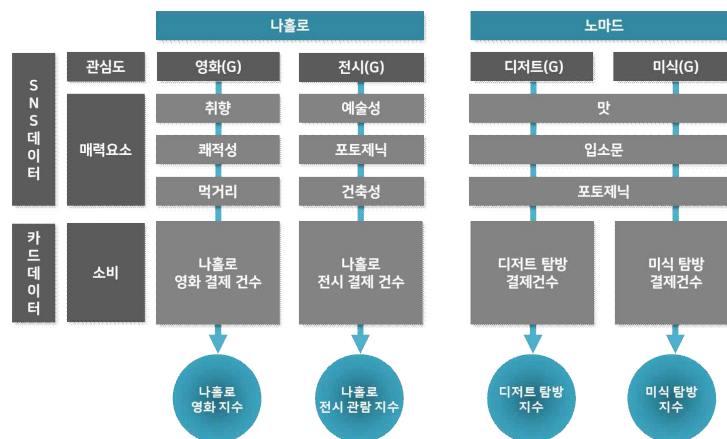 나홀로
노마드
SNS데이터
관심도
영화(G)
전시(G)
디저트(G)
미식(G)
매력요소
취향
예술성
맛
쾌적성
포토제닉
입소문
먹거리
건축성
포토제닉
카드데이터
소비
나홀로
영화 결제 건수
나홀로
전시 결제 건수
디저트 탐방
결제건수
미식 탐방
결제건수
나홀로
영화 지수
나홀로
전시 관람 지수
디저트 탐방
지수
미식 탐방
지수